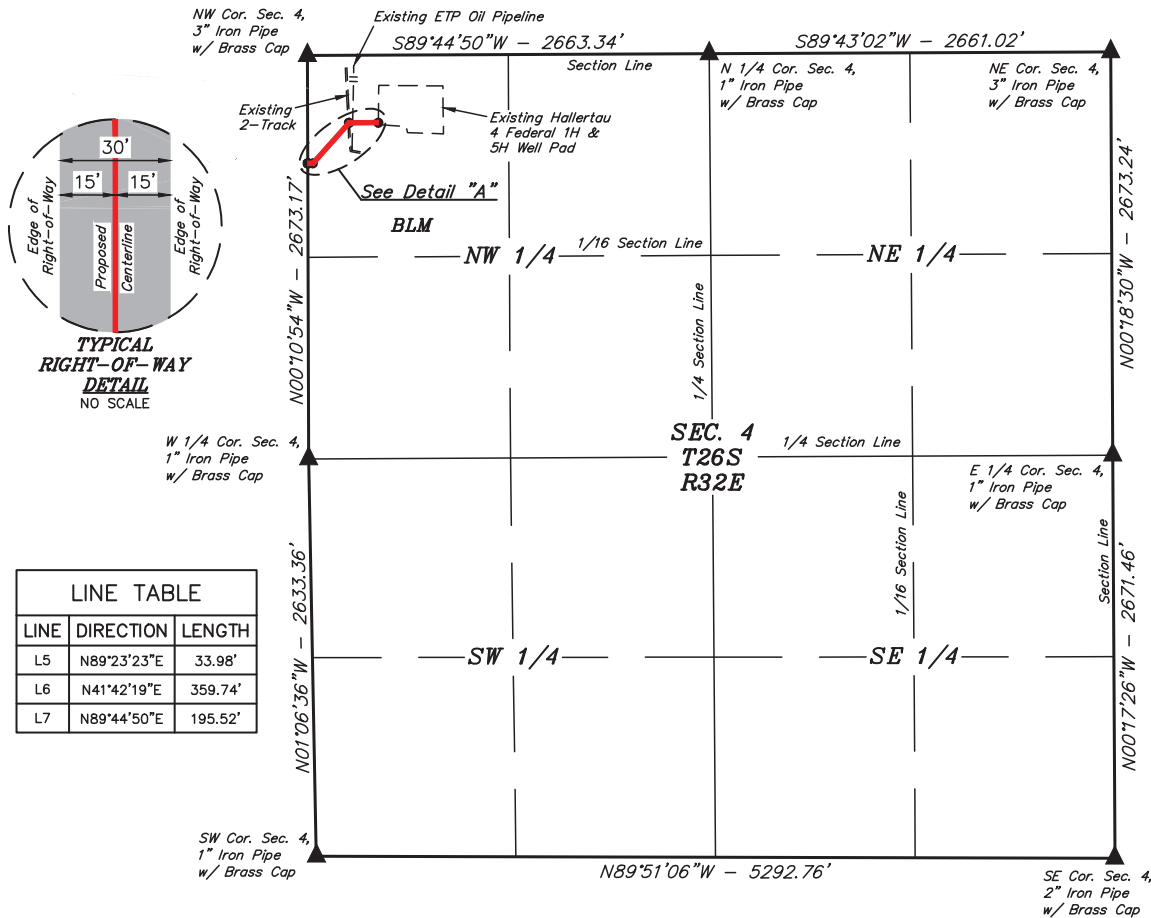 NW Cor. Sec. 4,
3" Iron Pipe
w/ Brass Cap
Existing ETP Oil Pipeline
S89°44'50"W - 2663.34'
S89°43'02"W - 2661.02'
Section Line
N 1/4 Cor. Sec. 4,
1" Iron Pipe
w/ Brass Cap
NE Cor. Sec. 4,
3" Iron Pipe
w/ Brass Cap
Existing
2-Track
Existing Hallertau
4 Federal 1H &
5H Well Pad
See Detail "A"
BLM
30'
15'
15'
Edge of
Right-of-Way
Proposed
Centerline
Edge of
Right-of-Way
TYPICAL
RIGHT-OF-WAY
DETAIL
NO SCALE
N00°10'54"W - 2673.17'
N00°18'30"W - 2673.24'
NW 1/4
1/16 Section Line
NE 1/4
1/4 Section Line
W 1/4 Cor. Sec. 4,
1" Iron Pipe
w/ Brass Cap
SEC. 4
T26S
R32E
1/4 Section Line
E 1/4 Cor. Sec. 4,
1" Iron Pipe
w/ Brass Cap
LINE TABLE
LINE DIRECTION LENGTH
L5 N89°23'23"E 33.98'
L6 N41°42'19"E 359.74'
L7 N89°44'50"E 195.52'
N01°06'36"W - 2633.36'
1/16 Section Line
Section Line
N00°17'26"W - 2671.46'
SW 1/4
SE 1/4
SW Cor. Sec. 4,
1" Iron Pipe
w/ Brass Cap
N89°51'06"W - 5292.76'
SE Cor. Sec. 4,
2" Iron Pipe
w/ Brass Cap